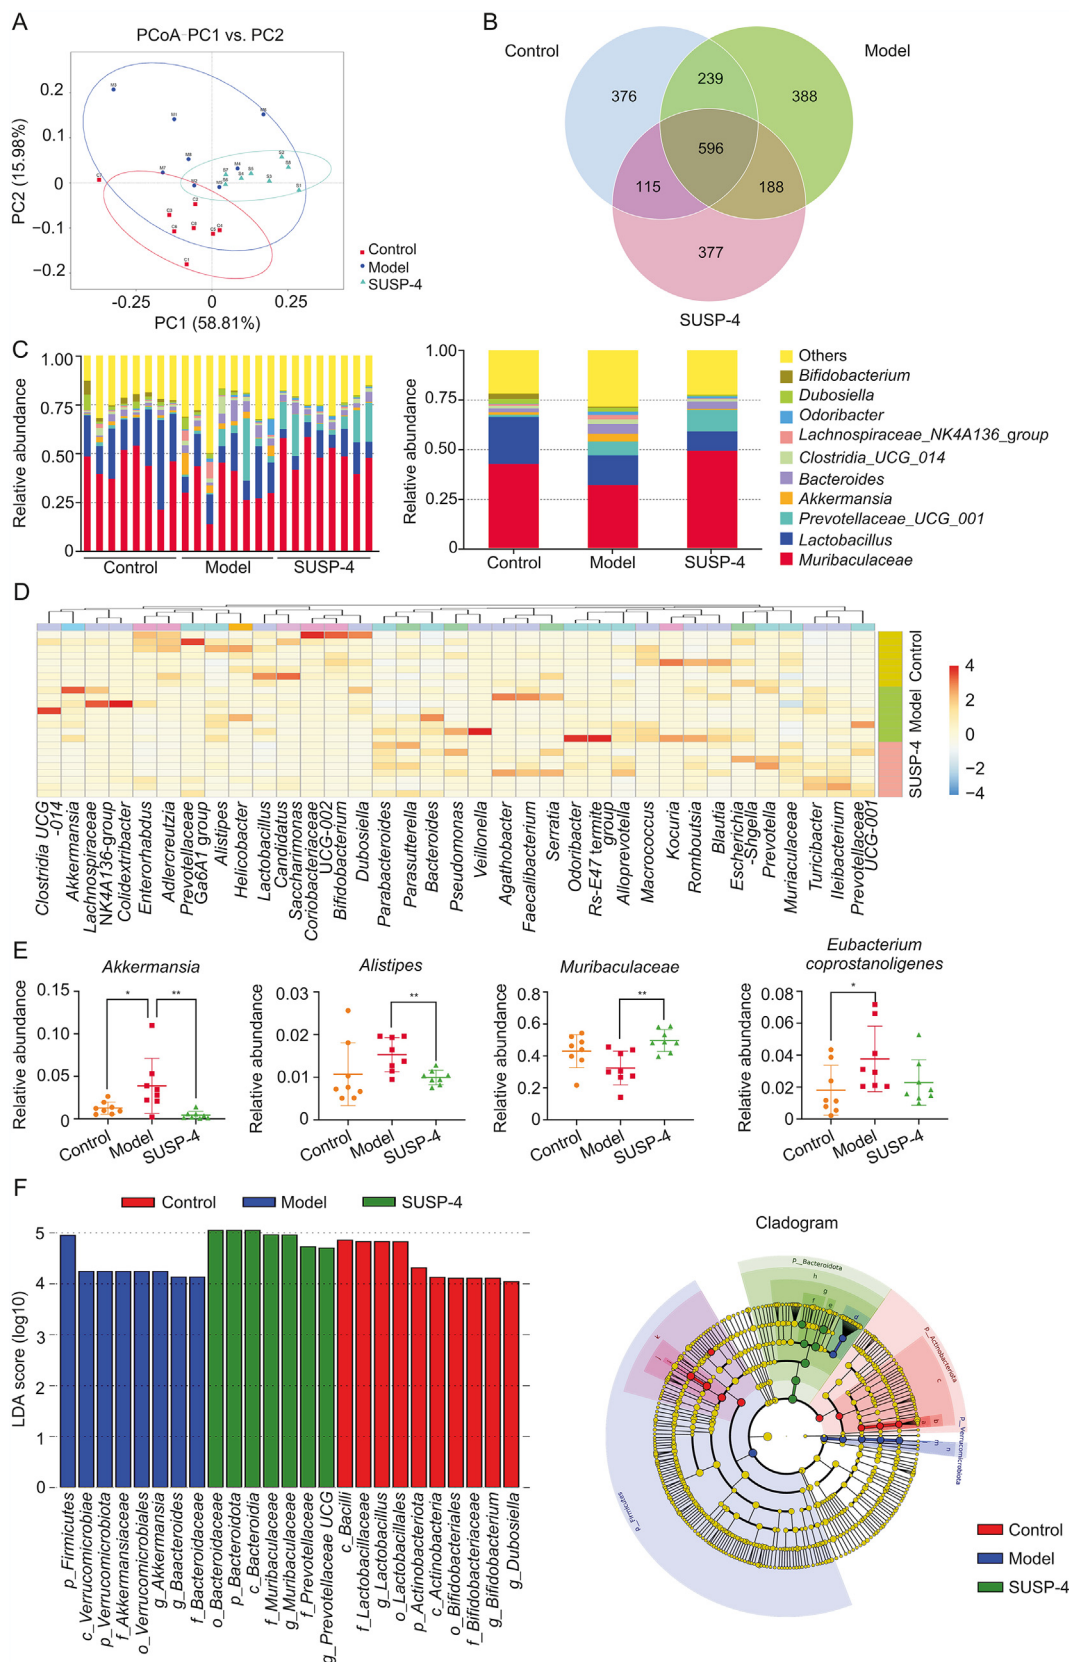 A
PCoA PC1 vs. PC2
0.2
0.1
0
−0.1
−0.2
PC2 (15.98%)
-0.25
0
0.25
PC1 (58.81%)
Control
Model
SUSP-4
B
Control
Model
376
239
388
596
115
188
377
SUSP-4
C
Relative abundance
1.00
0.75
0.50
0.25
0
Control
Model
SUSP-4
Relative abundance
1.00
0.75
0.50
0.25
0
Control
Model
SUSP-4
Others
Bifidobacterium
Dubosiella
Odoribacter
Lachnospiraceae_NK4A136_group
Clostridia_UCG_014
Bacteroides
Akkermansia
Prevotellaceae_UCG_001
Lactobacillus
Muribaculaceae
D
Control
Model
SUSP-4
4
2
0
−2
−4
Clostridia UCG
-014
Akkermansia
Lachnospiraceae
NK4A136-group
Colidextribacter
Enterorhabdus
Adlercreutzia
Prevotellaceae
Ga6A1 group
Alistipes
Helicobacter
Lactobacillus
Candidatus
Saccharimonas
Coriobacteriaceae
UCG-002
Bifidobacterium
Dubosiella
Parabacteroides
Parasutterella
Bacteroides
Pseudomonas
Veillonella
Agathobacter
Faecalibacterium
Serratia
Odoribacter
Rs-E47 termite
group
Alloprevotella
Macrococcus
Kocuria
Romboutsia
Blautia
Escherichia
-Shigella
Prevotella
Muriaculaceae
Turicibacter
Ileibacterium
Prevotellaceae
UCG-001
E
Akkermansia
Relative abundance
0.15
0.10
0.05
0
*
**
Control
Model
SUSP-4
Alistipes
Relative abundance
0.03
0.02
0.01
0
**
Control
Model
SUSP-4
Muribaculaceae
Relative abundance
0.8
0.6
0.4
0.2
0
**
Control
Model
SUSP-4
Eubacterium
coprostanoligenes
Relative abundance
0.08
0.06
0.04
0.02
0
*
Control
Model
SUSP-4
F
Control
Model
SUSP-4
LDA score (log10)
5
4
3
2
1
0
p_Firmicutes
c_Verrucomicrobiae
p_Verrucomicrobiota
f_Akkermansiaceae
o_Verrucomicrobiales
g_Akkermansia
g_Baacteroides
f_Bacteroidaceae
o_Bacteroidaceae
p_Bacteroidota
c_Bacteroidia
f_Muribaculaceae
g_Muribaculaceae
f_Prevotellaceae
g_Prevotellaceae UCG
c_Bacilli
f_Lactobacillaceae
g_Lactobacillus
o_Lactobacillales
p_Actinobacteriota
c_Actinobacteria
o_Bifidobacteriales
f_Bifidobacteriaceae
g_Bifidobacterium
g_Dubosiella
Cladogram
p__Bacteroidota
h
g
f
e
d
p__Actinobacteriota
c
b
p__Verrucomicrobiota
m
n
k
p__Firmicutes
Control
Model
SUSP-4